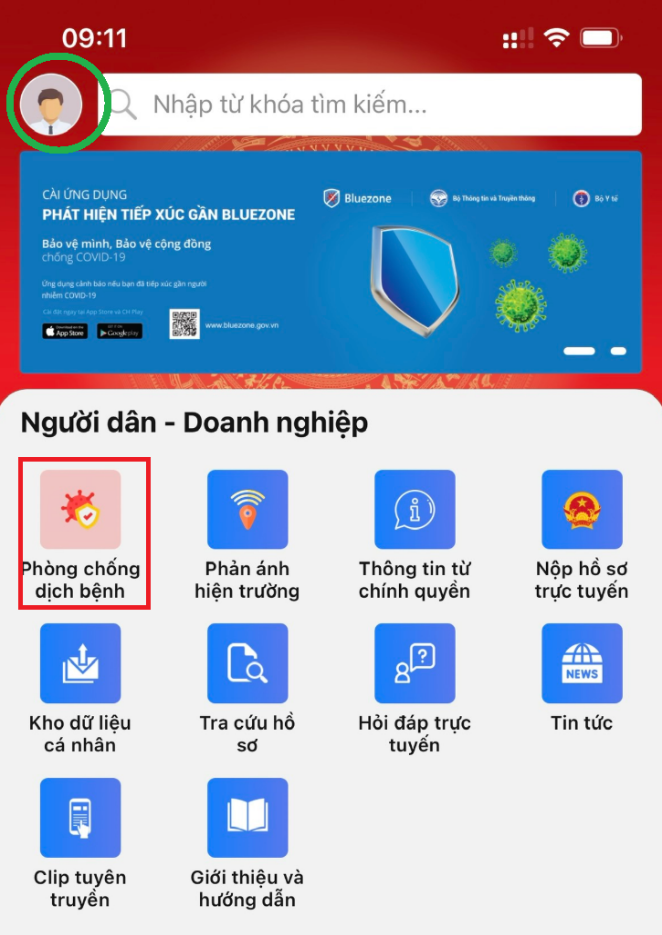 09:11
Nhập từ khóa tìm kiếm...
CÀI ỨNG DỤNG
PHÁT HIỆN TIẾP XÚC GẦN BLUEZONE
Bluezone
Bộ Thông tin và Truyền thông
Bộ Y tế
Bảo vệ mình, Bảo vệ cộng đồng
chống COVID-19
Ứng dụng cảnh báo nếu bạn đã tiếp xúc gần người
nhiễm COVID-19
Cài đặt ngay tại App Store và CH Play
App Store
Google play
www.bluezone.gov.vn
Người dân - Doanh nghiệp
Phòng chống
dịch bệnh
Phản ánh
hiện trường
Thông tin từ
chính quyền
Nộp hồ sơ
trực tuyến
NEWS
Kho dữ liệu
cá nhân
Tra cứu hồ
sơ
Hỏi đáp trực
tuyến
Tin tức
Clip tuyên
truyền
Giới thiệu và
hướng dẫn